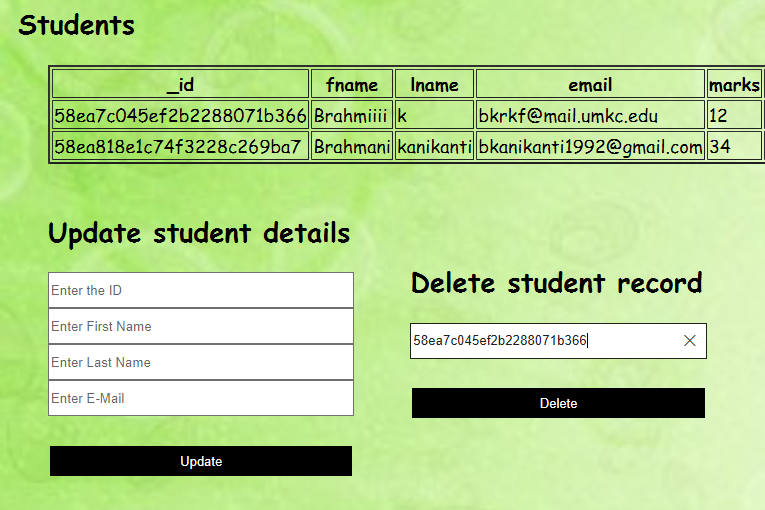 Students
_id fname lname email marks
58ea7c045ef2b2288071b366 Brahmiiii k bkrkf@mail.umkc.edu 12
58ea818e1c74f3228c269ba7 Brahmani kanikanti bkanikanti1992@gmail.com 34
Update student details
Enter the ID
Enter First Name
Enter Last Name
Enter E-Mail
Update
Delete student record
58ea7c045ef2b2288071b366
Delete